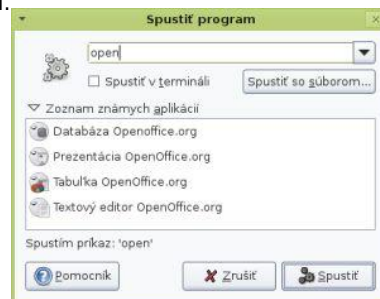 Spustiť program
open
Spustiť v termináli
Spustiť so súborom...
Zoznam známych aplikácií
Databáza Openoffice.org
Prezentácia OpenOffice.org
Tabuľka OpenOffice.org
Textový editor OpenOffice.org
Spustím príkaz: 'open'
Pomocník
Zrušiť
Spustiť